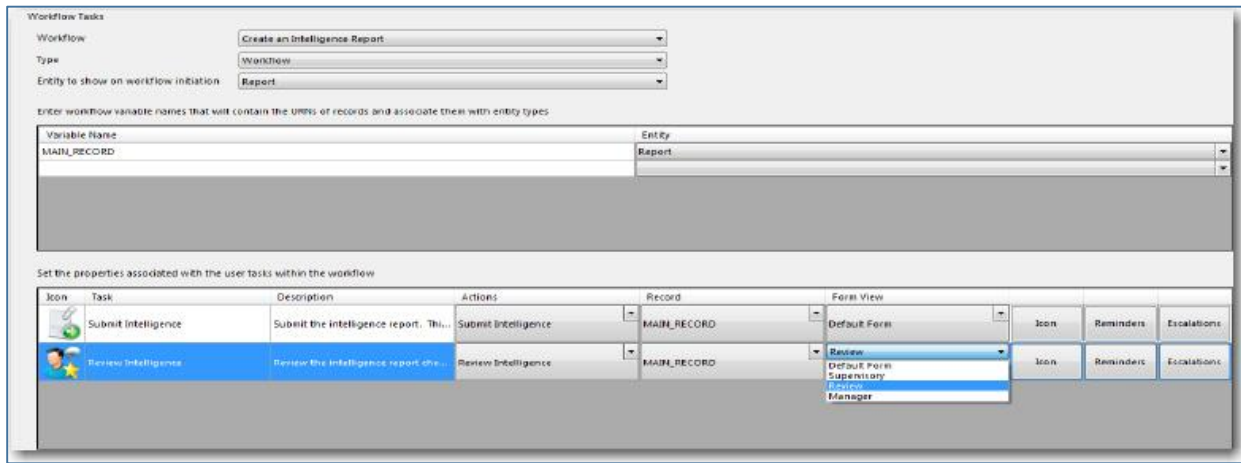 Workflow Tasks
Workflow Create an Intelligence Report
Type Workflow
Entity to show on workflow initiation Report
Enter workflow variable names that will contain the URNs of records and associate them with entity types
Variable Name Entity
MAIN_RECORD Report
Set the properties associated with the user tasks within the workflow
Icon Task Description Actions Record Form View
Submit Intelligence Submit the intelligence report. Thi... Submit Intelligence MAIN_RECORD Default Form Icon Reminders Escalations
Review Intelligence Review the intelligence report che... Review Intelligence MAIN_RECORD Review Icon Reminders Escalations
Default Form
Supervisory
Review
Manager